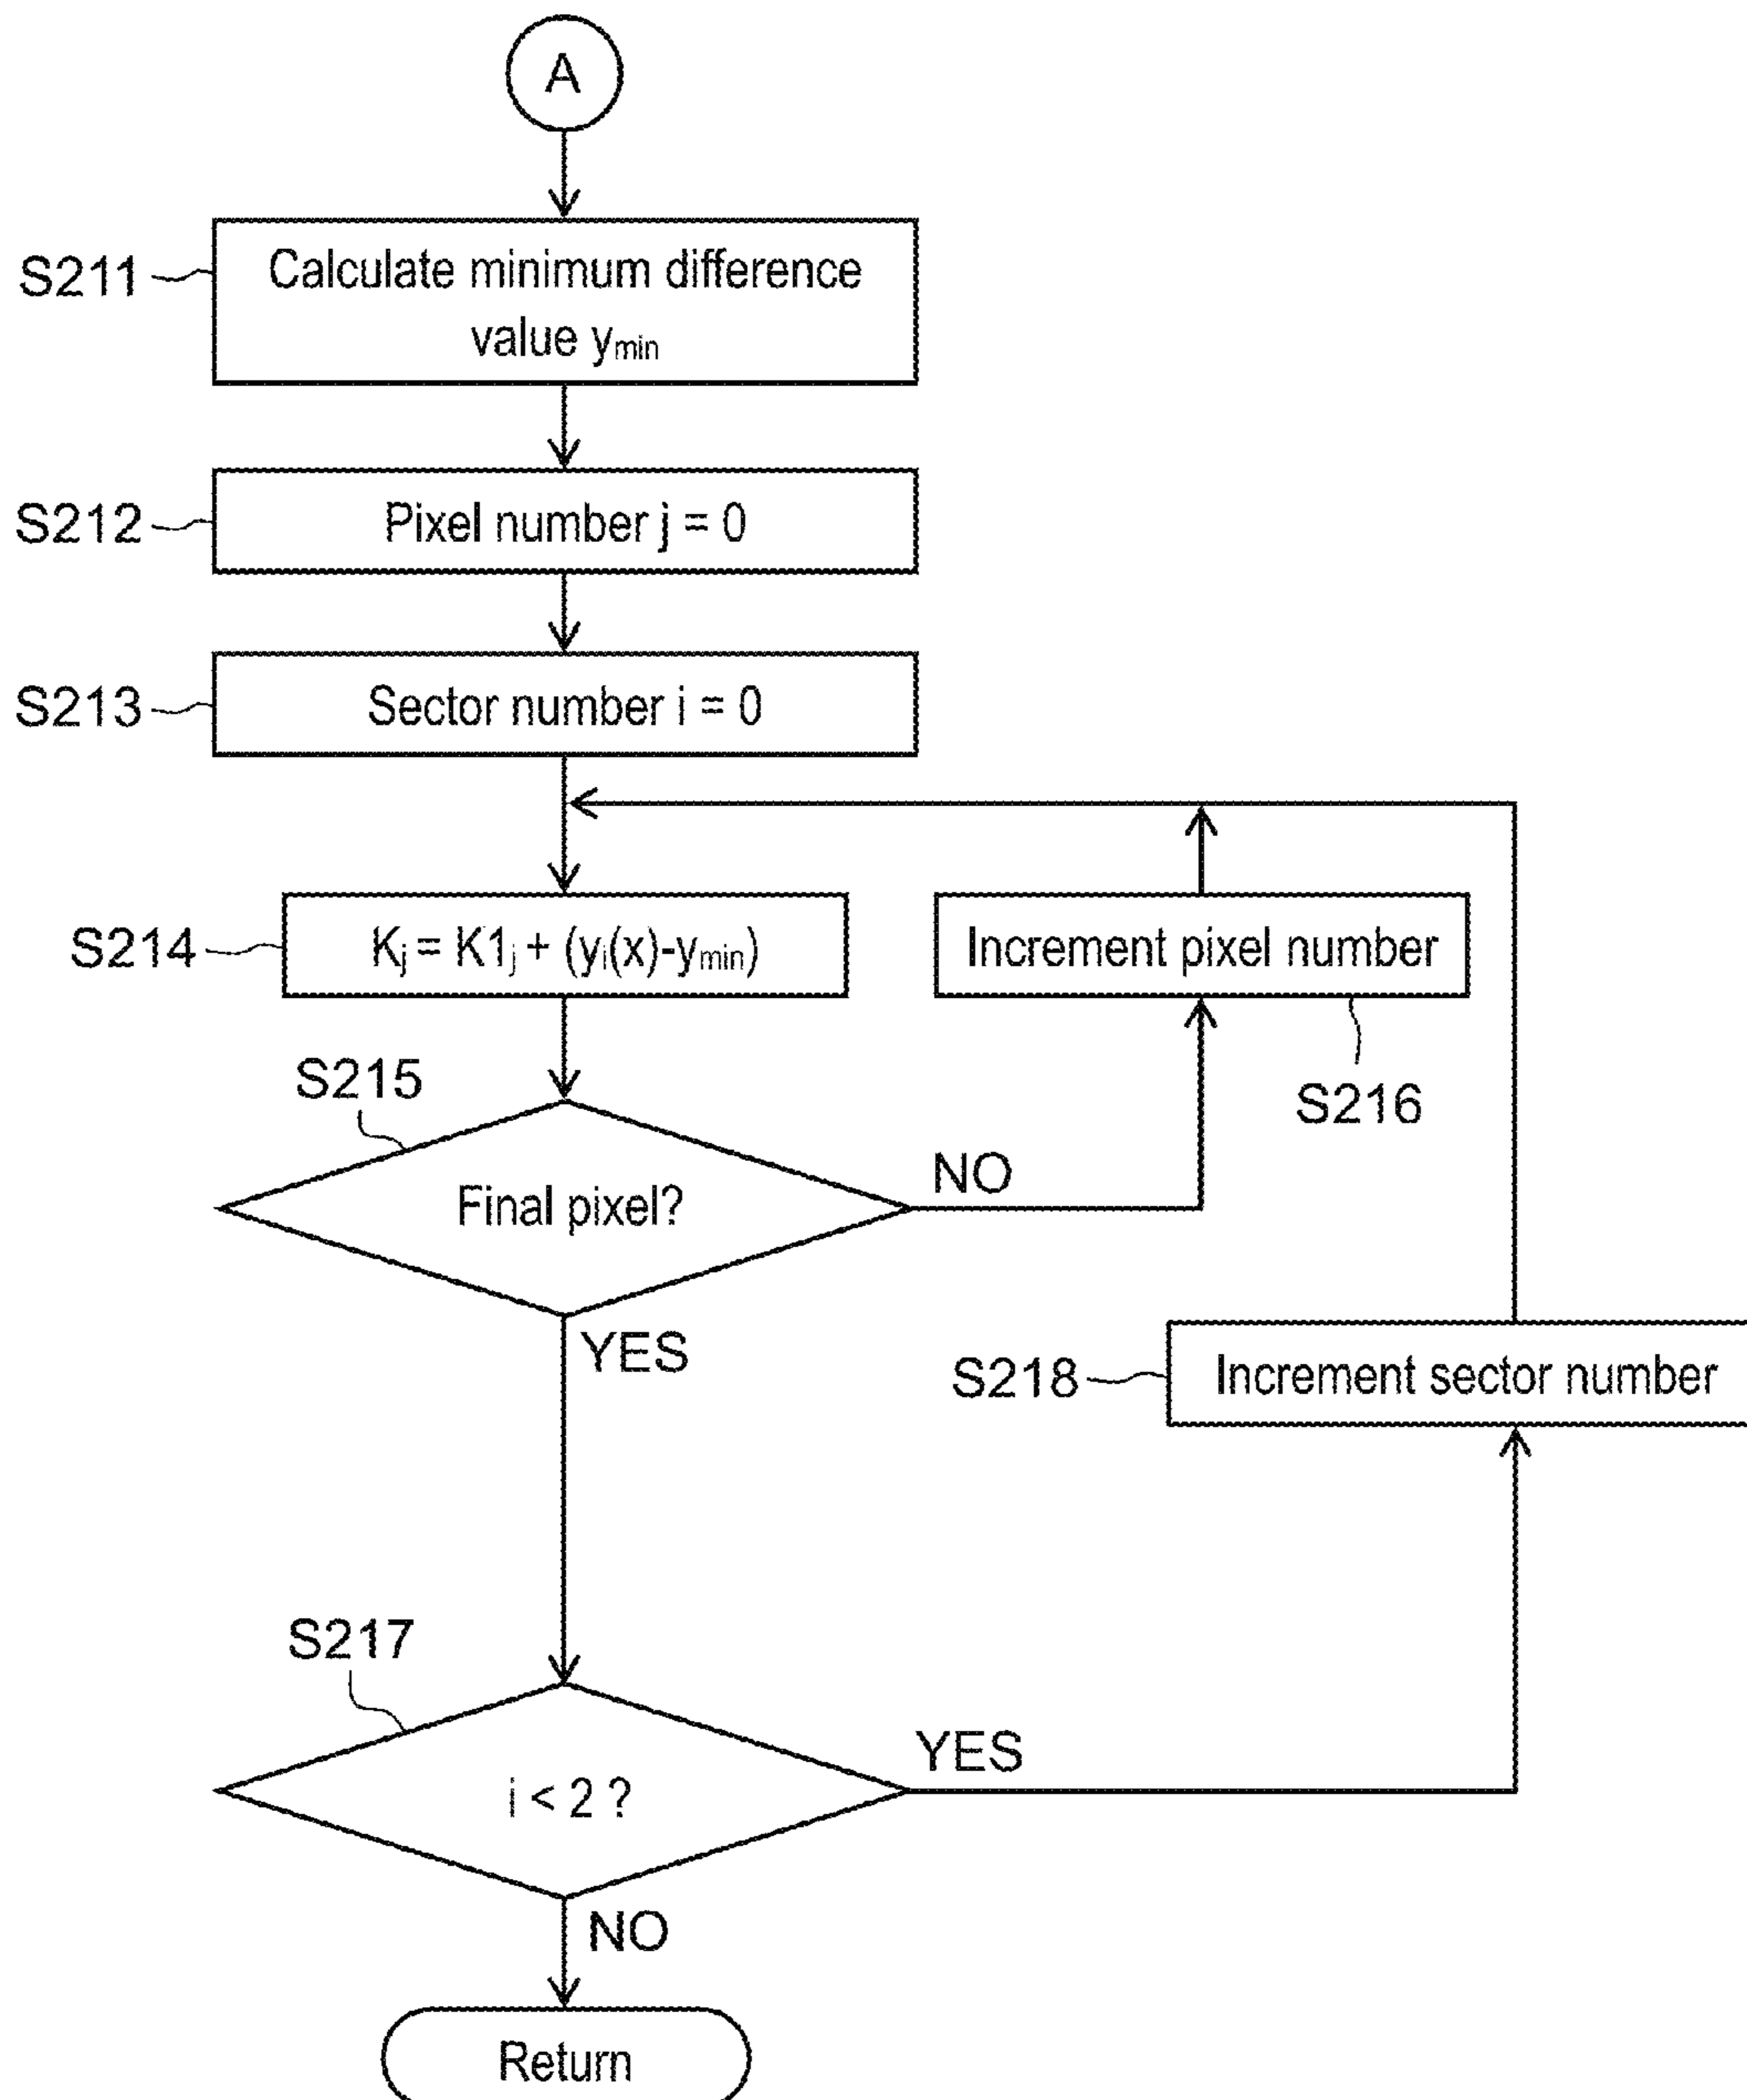 A
S211
Calculate minimum difference
value ymin
S212
Pixel number j = 0
S213
Sector number i = 0
S214
Kj = K1j + (yi(x)-ymin)
Increment pixel number
S216
S215
Final pixel?
NO
YES
S218
Increment sector number
S217
i < 2 ?
YES
NO
Return